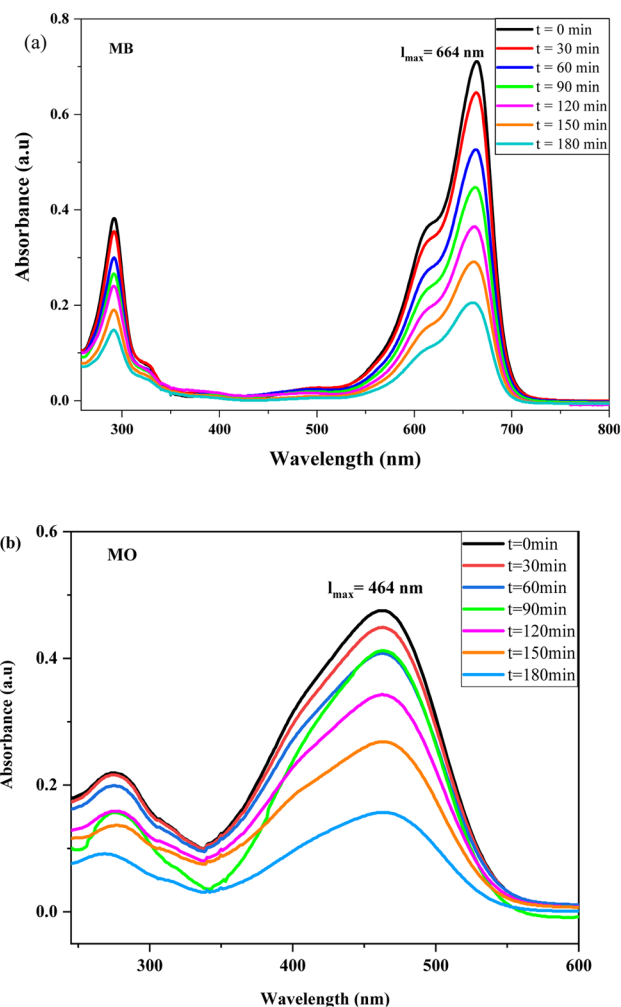 (a)
MB
lmax= 664 nm
t = 0 min
t = 30 min
t = 60 min
t = 90 min
t = 120 min
t = 150 min
t = 180 min
Absorbance (a.u)
0.8
0.6
0.4
0.2
0.0
300 400 500 600 700 800
Wavelength (nm)
(b)
MO
lmax= 464 nm
t=0min
t=30min
t=60min
t=90min
t=120min
t=150min
t=180min
Absorbance (a.u)
0.6
0.4
0.2
0.0
300 400 500 600
Wavelength (nm)